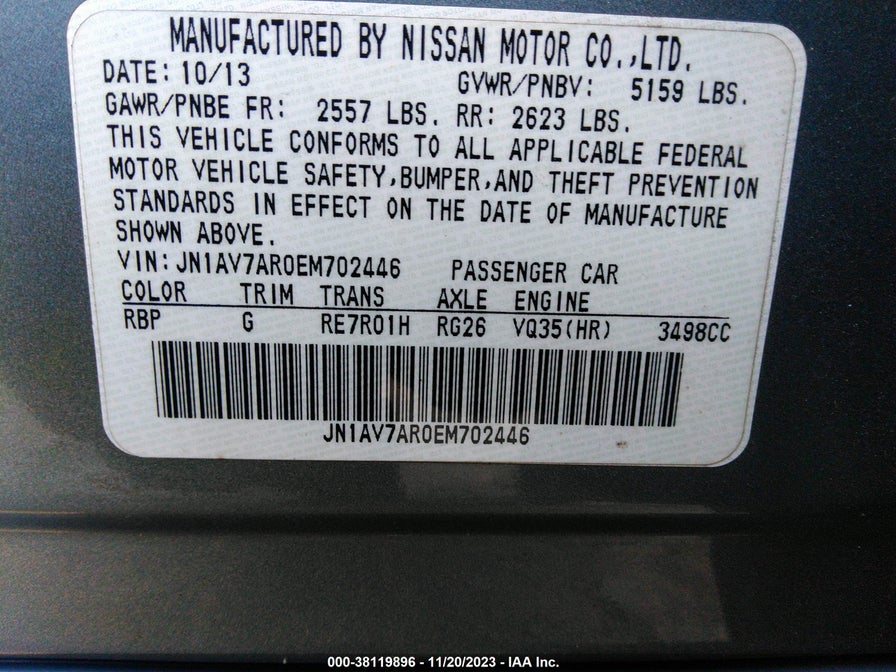 MANUFACTURED BY NISSAN MOTOR CO.,LTD.
DATE: 10/13 GVWR/PNBV: 5159 LBS.
GAWR/PNBE FR: 2557 LBS. RR: 2623 LBS.
THIS VEHICLE CONFORMS TO ALL APPLICABLE FEDERAL
MOTOR VEHICLE SAFETY,BUMPER,AND THEFT PREVENTION
STANDARDS IN EFFECT ON THE DATE OF MANUFACTURE
SHOWN ABOVE.
VIN:JN1AV7AR0EM702446 PASSENGER CAR
COLOR TRIM TRANS AXLE ENGINE
RBP G RE7R01H RG26 VQ35(HR) 3498CC
JN1AV7AR0EM702446
000-38119896 - 11/20/2023 - IAA Inc.